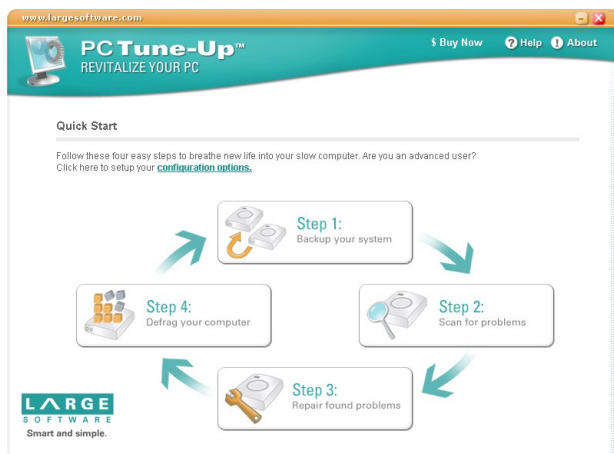 www.largesoftware.com
PC Tune-Up™
REVITALIZE YOUR PC
$ Buy Now
? Help
! About
Quick Start
Follow these four easy steps to breathe new life into your slow computer. Are you an advanced user?
Click here to setup your configuration options.
Step 1:
Backup your system
Step 2:
Scan for problems
Step 3:
Repair found problems
Step 4:
Defrag your computer
LARGE
SOFTWARE
Smart and simple.